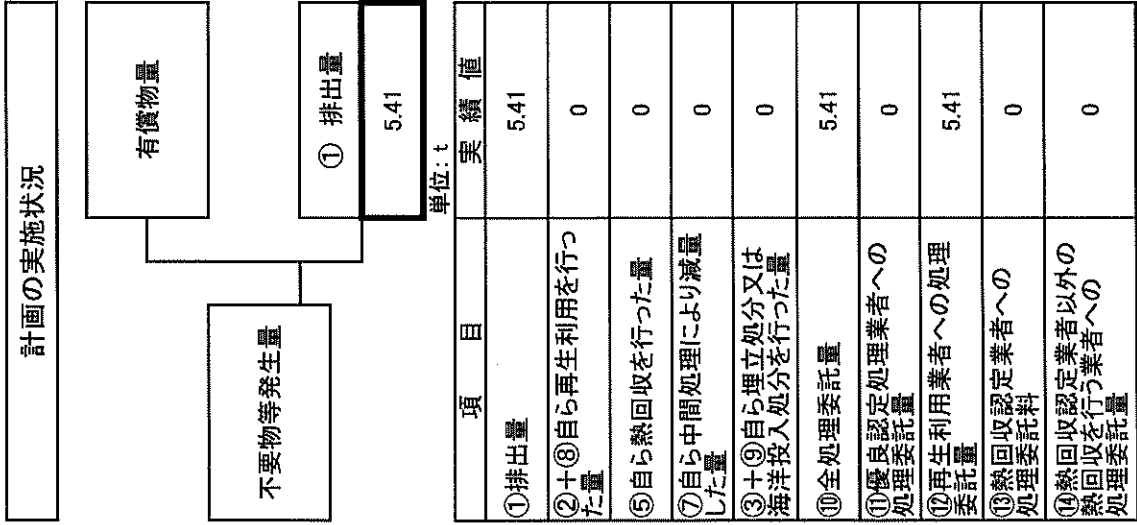 計画の実施状況
不要物等発生量
有償物量
① 排出量
5.41
単位：t
項 目 実 績 値
①排出量 5.41
②＋⑧自ら再生利用を行っ
た量 0
⑤自ら熱回収を行った量 0
⑦自ら中間処理により減量
した量 0
③＋⑨自ら埋立処分又は
海洋投入処分を行った量 0
⑩全処理委託量 5.41
⑪優良認定処理業者への
処理委託量 0
⑫再生利用業者への処理
委託量 5.41
⑬熱回収認定業者への
処理委託料 0
⑭熱回収認定業者以外の
熱回収を行う業者への
処理委託量 0